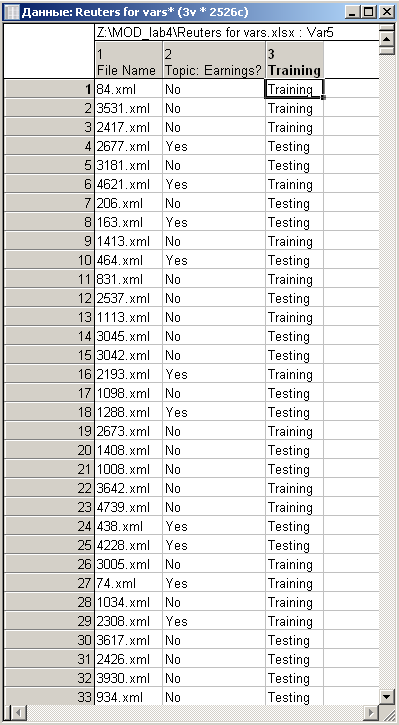 Данные: Reuters for vars* (3v * 2526c)
Z:\MOD_lab4\Reuters for vars.xlsx : Var5
1 2 3
File Name Topic: Earnings? Training
1 84.xml No Training
2 3531.xml No Training
3 2417.xml No Training
4 2677.xml Yes Testing
5 3181.xml No Testing
6 4621.xml Yes Training
7 206.xml No Testing
8 163.xml Yes Testing
9 1413.xml No Training
10 464.xml Yes Testing
11 831.xml No Training
12 2537.xml No Testing
13 1113.xml No Training
14 3045.xml No Testing
15 3042.xml No Testing
16 2193.xml Yes Training
17 1098.xml No Testing
18 1288.xml Yes Testing
19 2673.xml No Training
20 1408.xml No Testing
21 1008.xml No Testing
22 3642.xml No Training
23 4739.xml No Training
24 438.xml Yes Testing
25 4228.xml Yes Testing
26 3005.xml No Training
27 74.xml Yes Training
28 1034.xml No Training
29 2308.xml Yes Training
30 3617.xml No Testing
31 2426.xml No Testing
32 3930.xml No Testing
33 934.xml No Testing